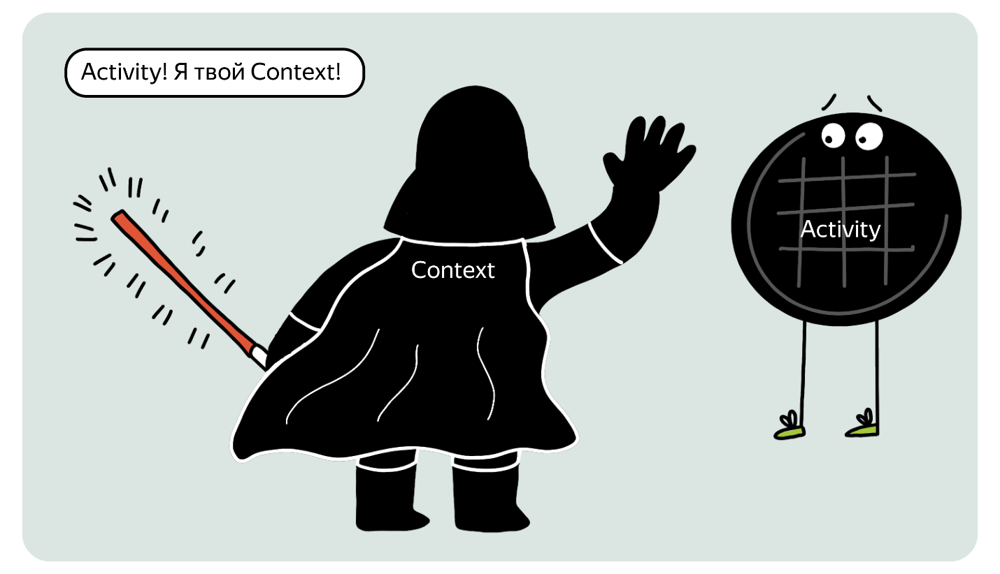 Activity! Я твой Context!
Context
Activity